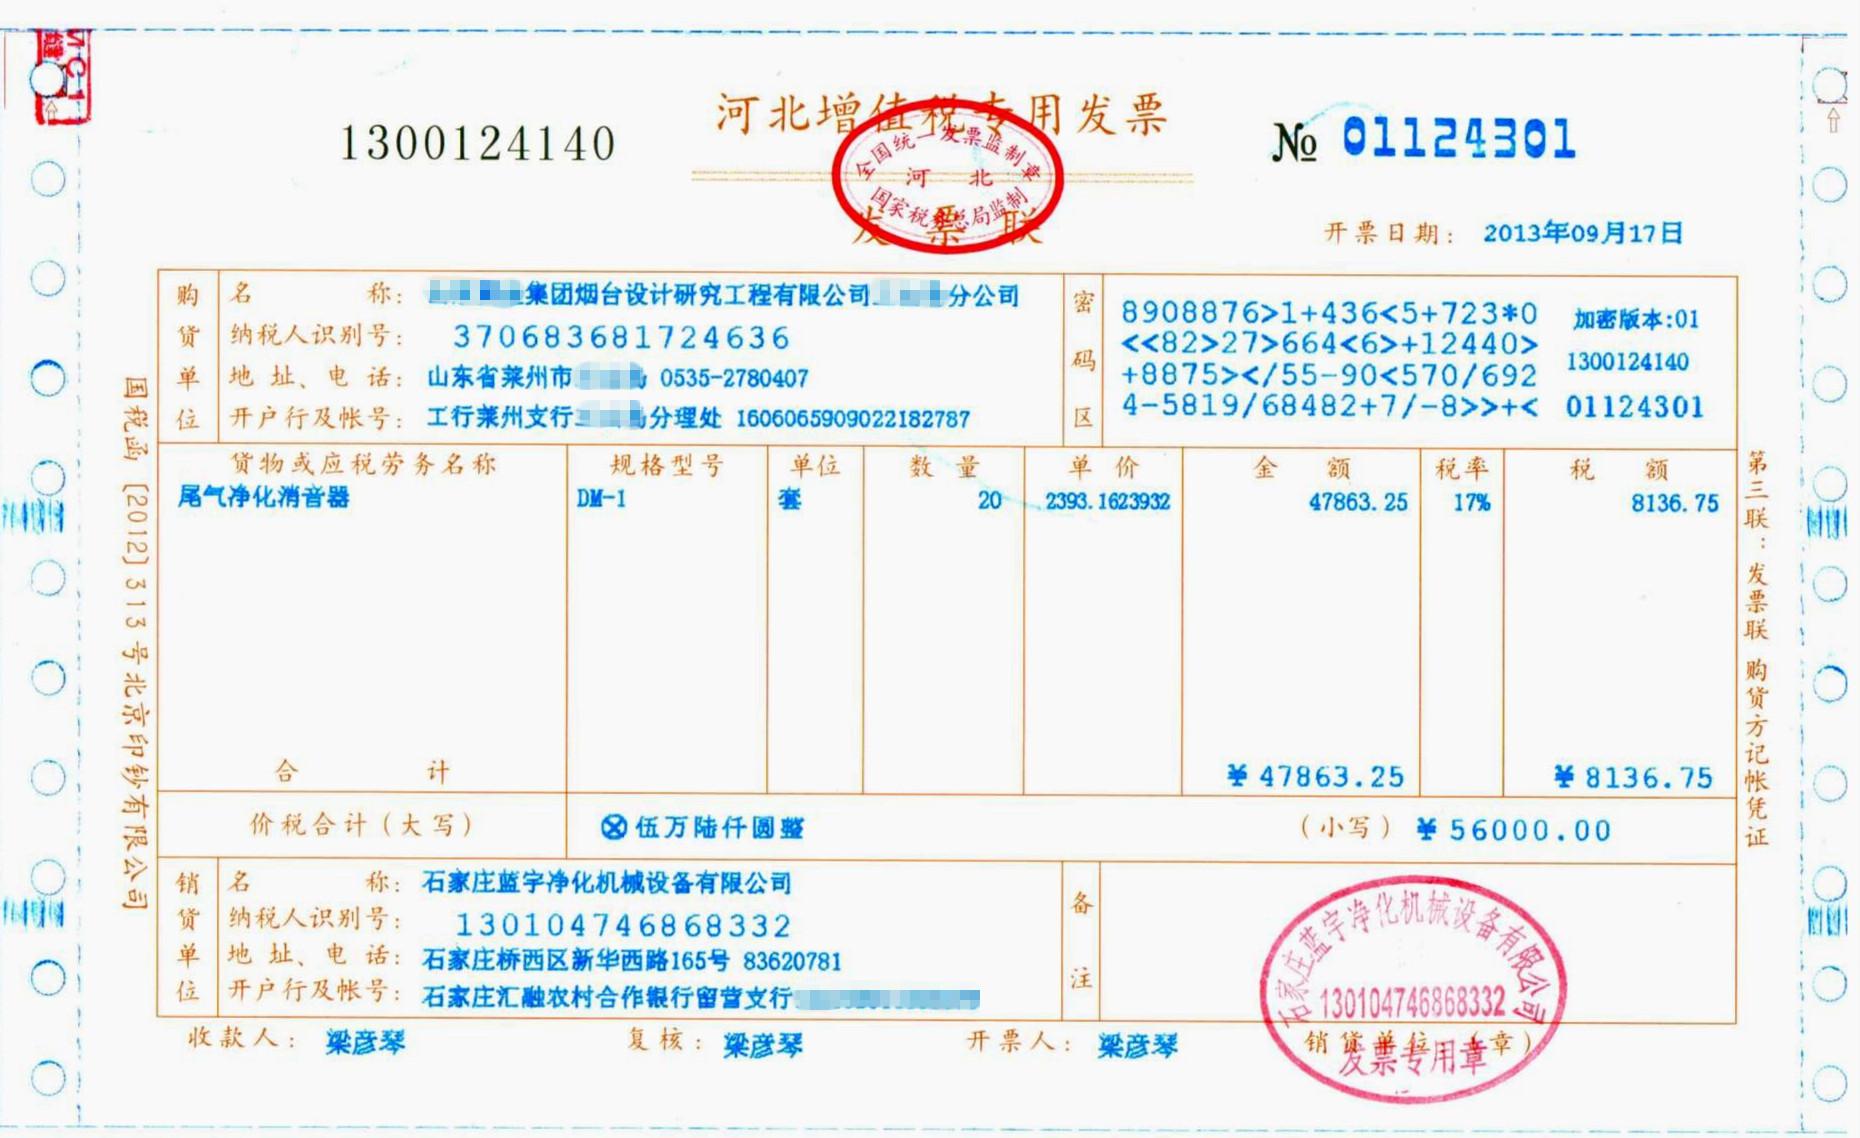 河北增值税专用发票
1300124140
№ 01124301
全国统一发票监制章
河 北
国家税务总局监制
发 票 联
开票日期： 2013年09月17日
购货单位
名 称： 集团烟台设计研究工程有限公司 分公司
纳税人识别号： 370683681724636
地 址、电 话： 山东省莱州市 0535-2780407
开户行及帐号： 工行莱州支行 分理处 1606065909022182787
密码区
8908876>1+436<5+723*0 加密版本:01
<<82>27>664<6>+12440>
+8875></55-90<570/692 1300124140
4-5819/68482+7/-8>>+< 01124301
货物或应税劳务名称 规格型号 单位 数 量 单 价 金 额 税率 税 额
尾气净化消音器 DM-1 套 20 2393.1623932 47863.25 17% 8136.75
合 计 ¥47863.25 ¥8136.75
价税合计（大写） ⊗伍万陆仟圆整 （小写）¥56000.00
销货单位
名 称： 石家庄蓝宇净化机械设备有限公司
纳税人识别号： 130104746868332
地 址、电 话： 石家庄桥西区新华西路165号 83620781
开户行及帐号： 石家庄汇融农村合作银行留营支行
备注
收款人： 梁彦琴 复核： 梁彦琴 开票人： 梁彦琴 销货单位（章）
石家庄蓝宇净化机械设备有限公司
130104746868332
发票专用章
国税函［2012］313号北京印钞有限公司
第三联：发票联 购货方记帐凭证